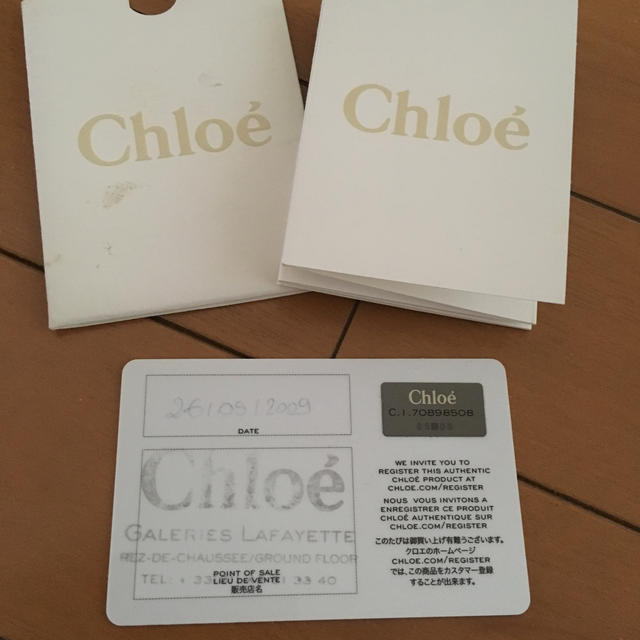 Chloé
Chloé
26/09/2009
DATE
Chloé
GALERIES LAFAYETTE
REZ-DE-CHAUSSEE/GROUND FLOOR
TEL: + 33 33 40
POINT OF SALE
LIEU DE VENTE
販売店名
Chloé
C.I.70898508
WE INVITE YOU TO
REGISTER THIS AUTHENTIC
CHLOÉ PRODUCT AT
CHLOE.COM/REGISTER
NOUS VOUS INVITONS A
ENREGISTRER CE PRODUIT
CHLOÉ AUTHENTIQUE SUR
CHLOE.COM/REGISTER
このたびは御買い上げ有難うございます。
クロエのホームページ
CHLOE.COM/REGISTER
では、この商品をカスタマー登録
することが出来ます。